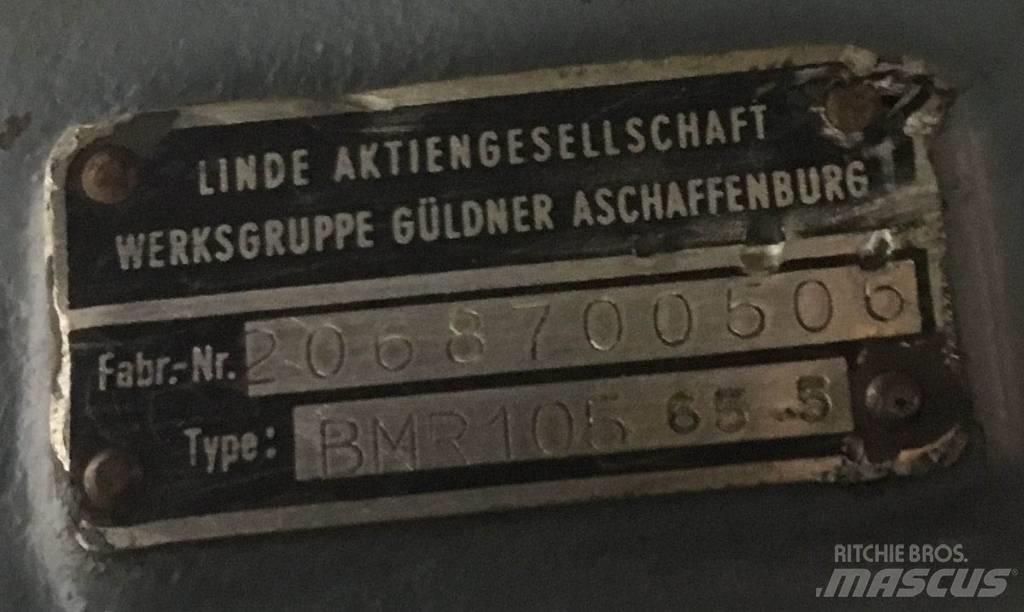 LINDE AKTIENGESELLSCHAFT
WERKSGRUPPE GÜLDNER ASCHAFFENBURG
Fabr.-Nr. 2068700506
Type: BMR105 65.5
RITCHIE BROS.
MASCUS